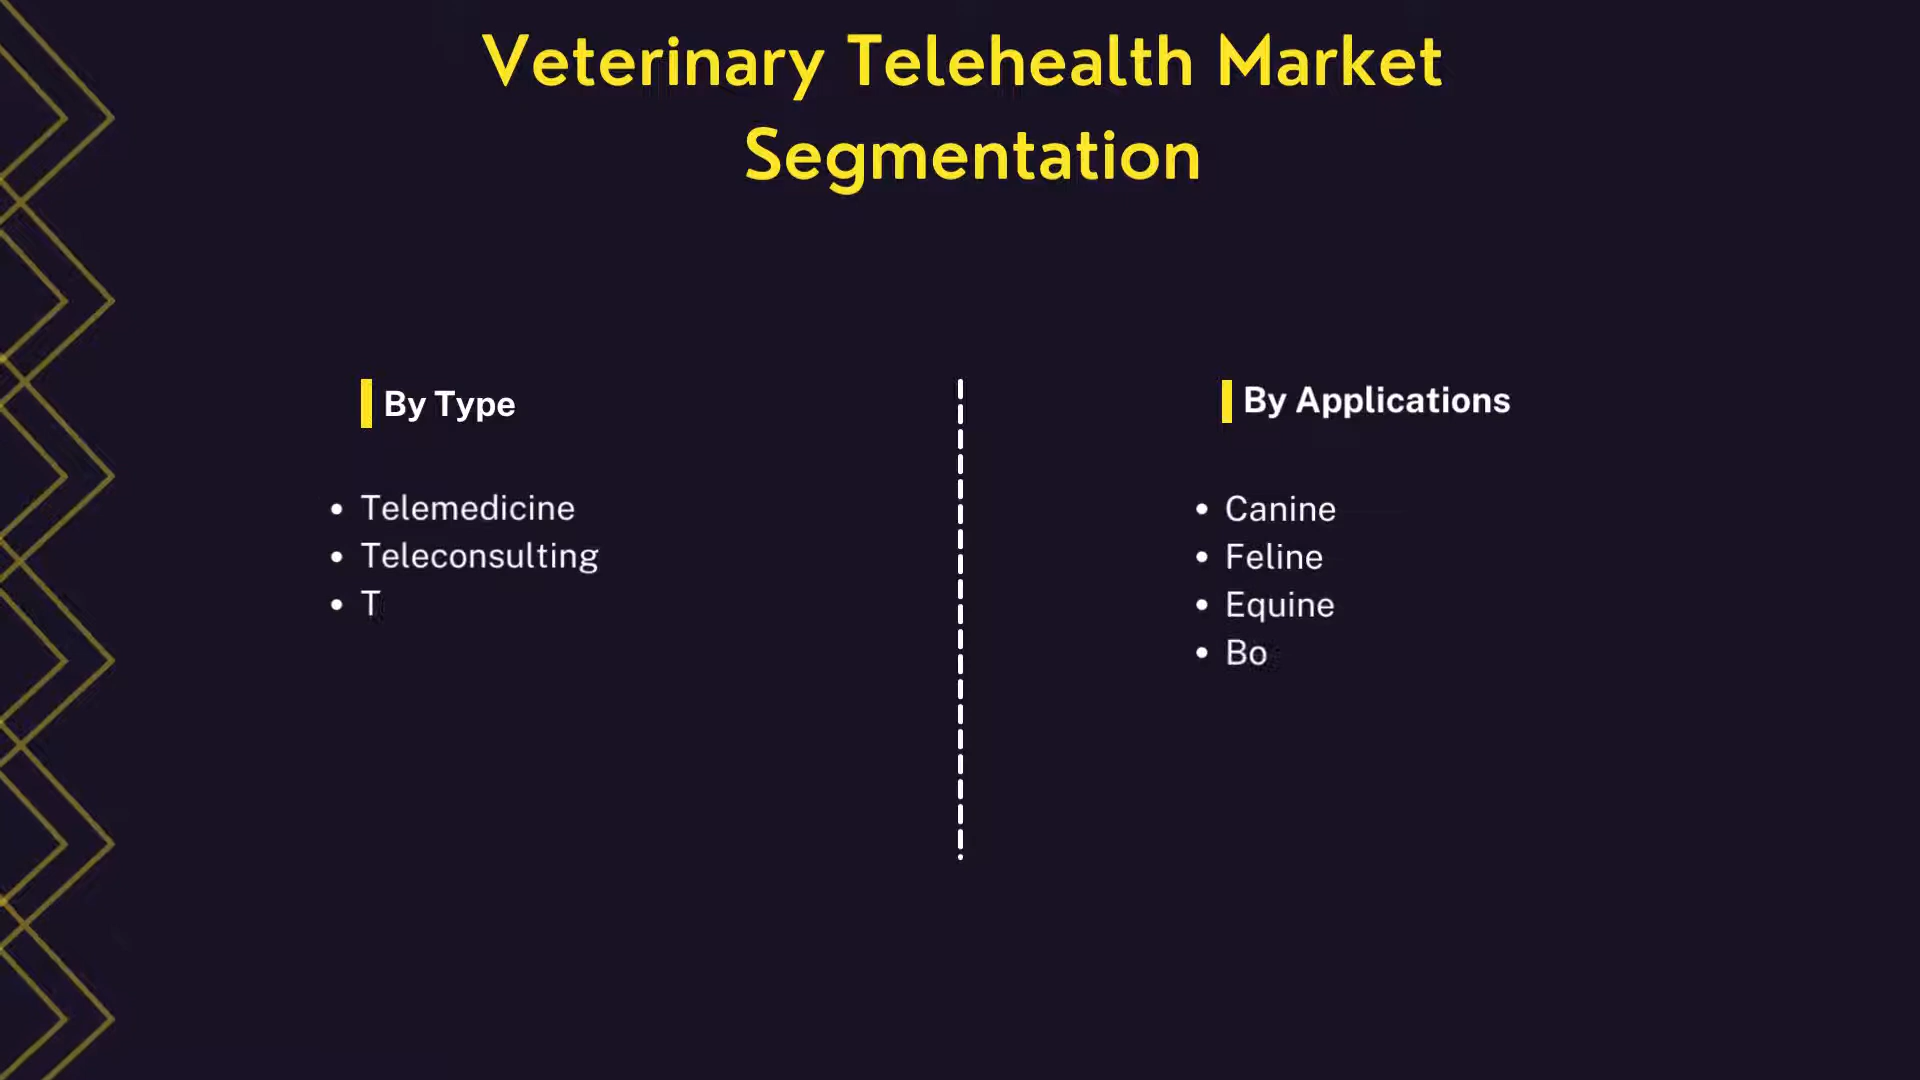 Veterinary Telehealth Market
Segmentation
By Type
• Telemedicine
• Teleconsulting
• T
By Applications
• Canine
• Feline
• Equine
• Bo